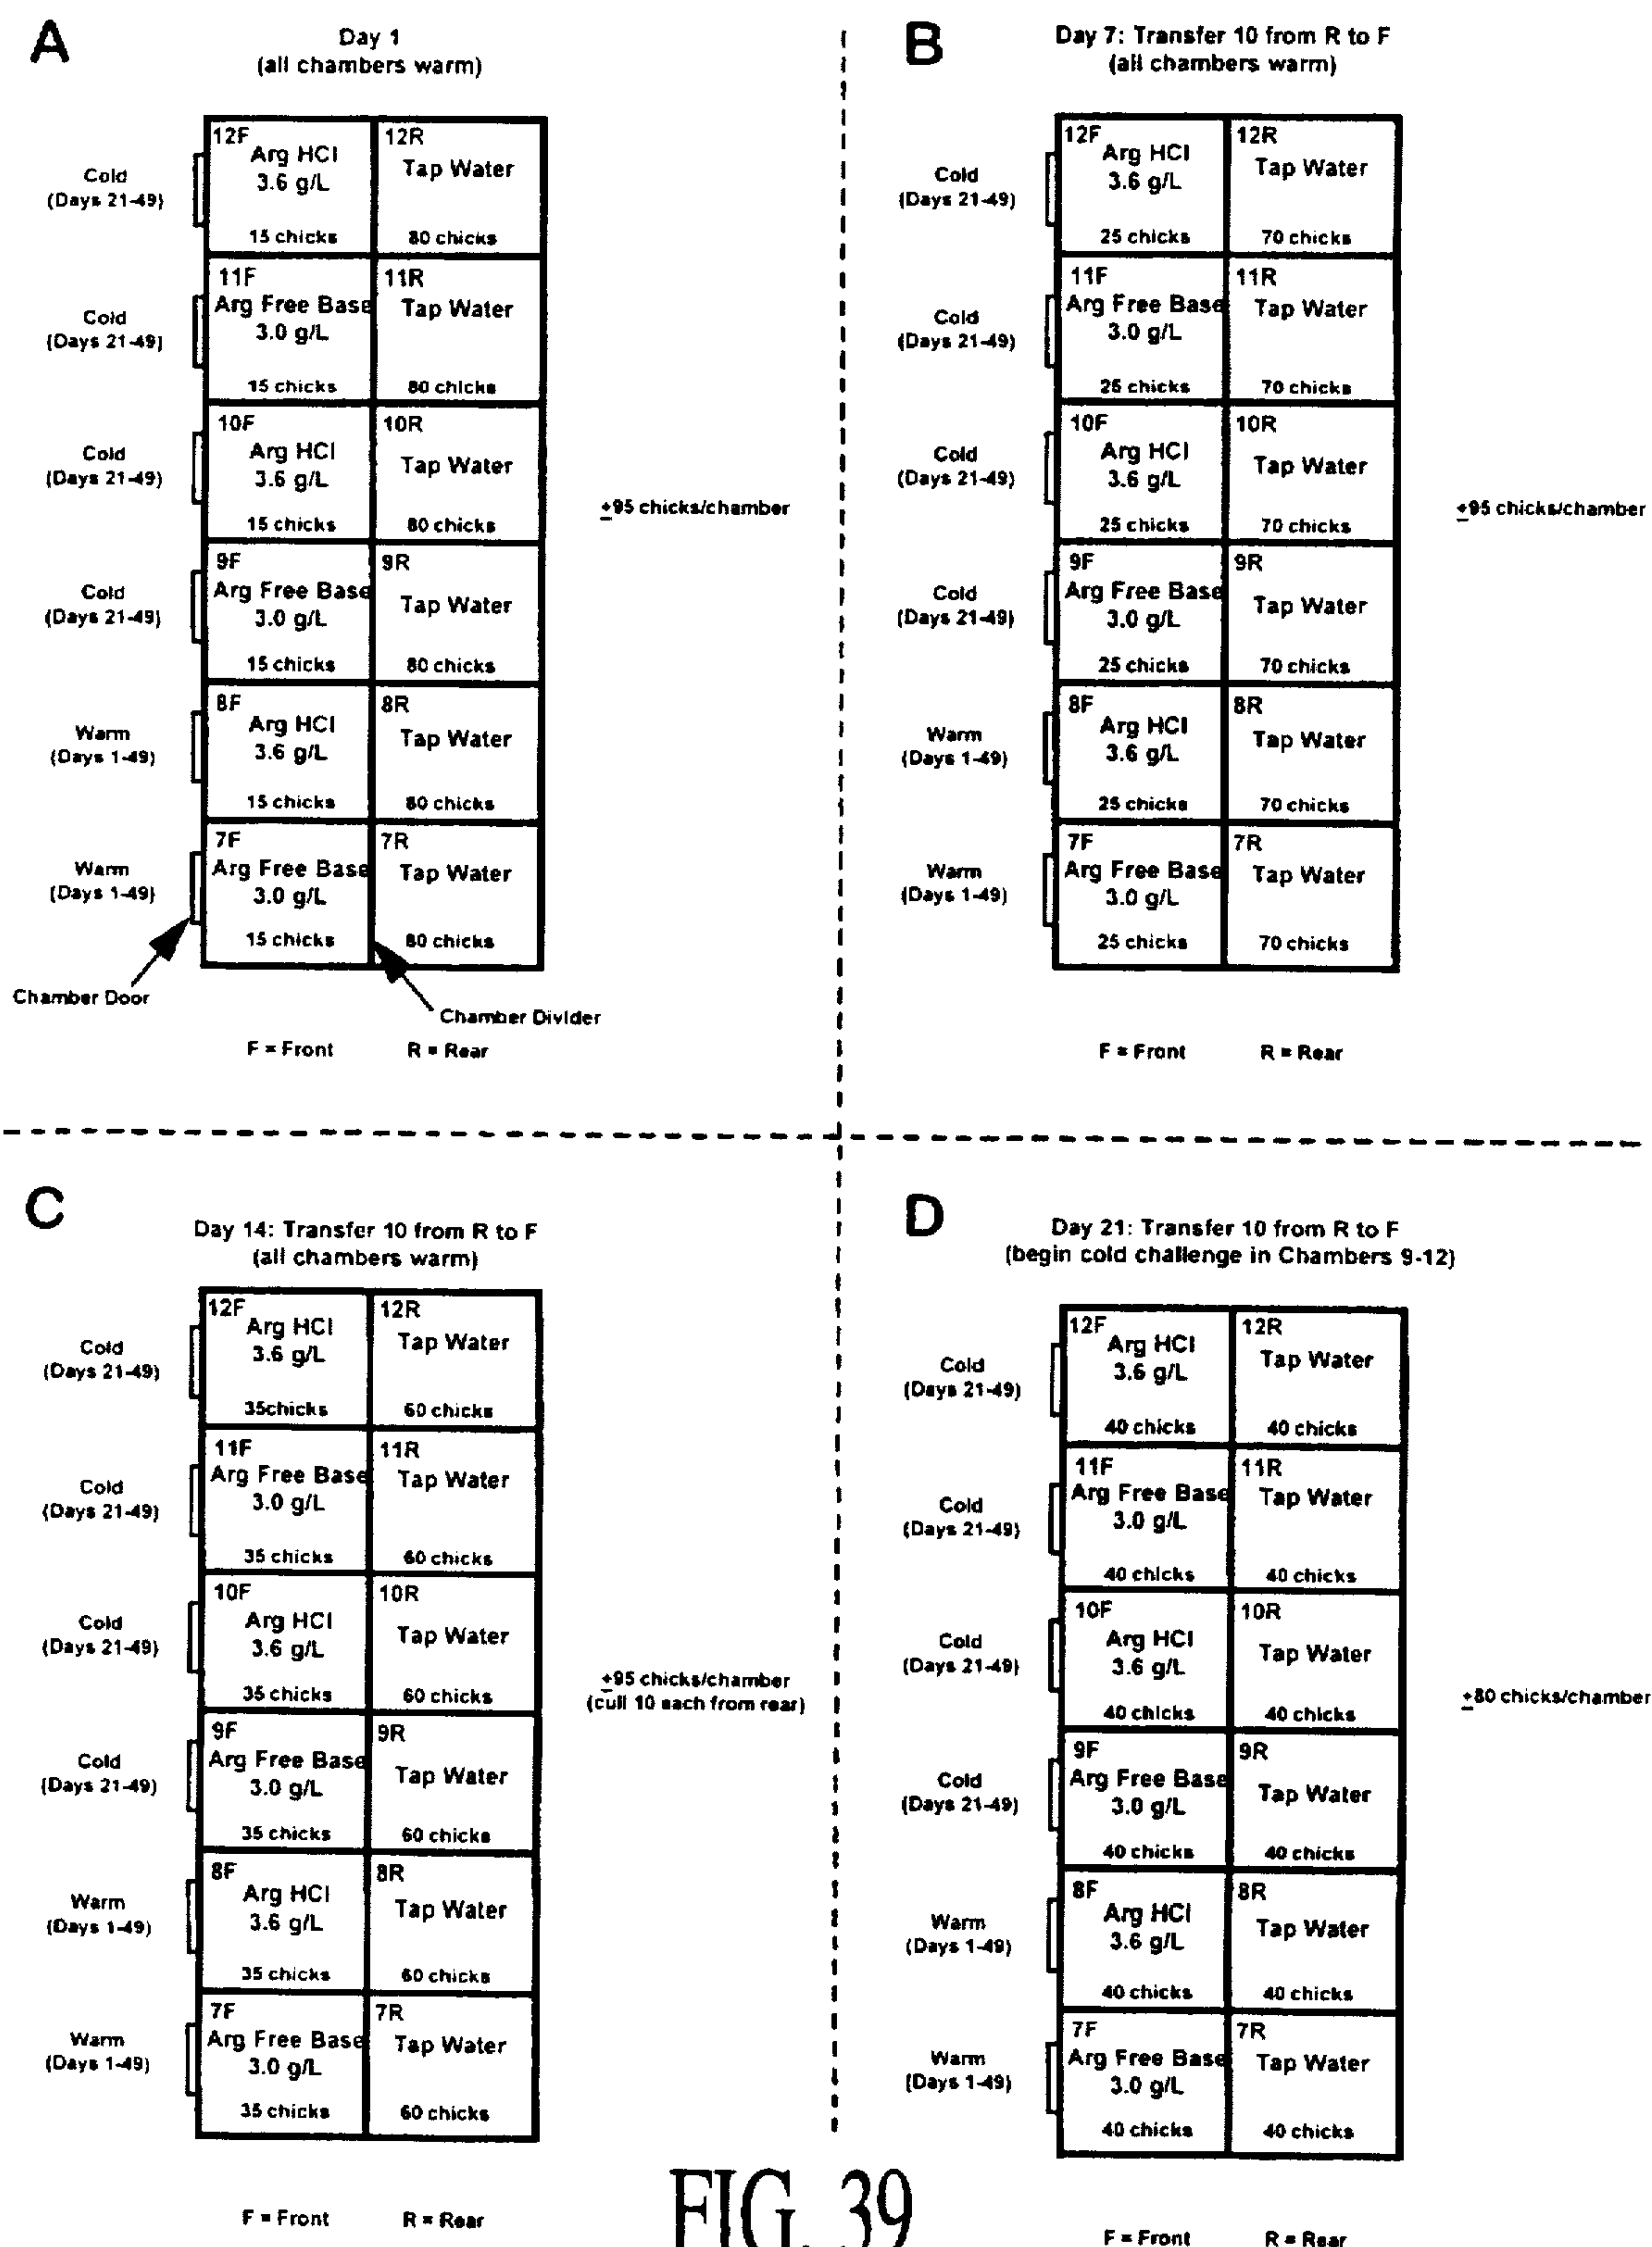 A
Day 1
(all chambers warm)
Cold
(Days 21-49)
12F
Arg HCl
3.6 g/L
15 chicks
12R
Tap Water
80 chicks
Cold
(Days 21-49)
11F
Arg Free Base
3.0 g/L
15 chicks
11R
Tap Water
80 chicks
Cold
(Days 21-49)
10F
Arg HCl
3.6 g/L
15 chicks
10R
Tap Water
80 chicks
±95 chicks/chamber
Cold
(Days 21-49)
9F
Arg Free Base
3.0 g/L
15 chicks
9R
Tap Water
80 chicks
Warm
(Days 1-49)
8F
Arg HCl
3.6 g/L
15 chicks
8R
Tap Water
80 chicks
Warm
(Days 1-49)
7F
Arg Free Base
3.0 g/L
15 chicks
7R
Tap Water
80 chicks
Chamber Door
Chamber Divider
F = Front
R = Rear
B
Day 7: Transfer 10 from R to F
(all chambers warm)
Cold
(Days 21-49)
12F
Arg HCl
3.6 g/L
25 chicks
12R
Tap Water
70 chicks
Cold
(Days 21-49)
11F
Arg Free Base
3.0 g/L
25 chicks
11R
Tap Water
70 chicks
Cold
(Days 21-49)
10F
Arg HCl
3.6 g/L
25 chicks
10R
Tap Water
70 chicks
±95 chicks/chamber
Cold
(Days 21-49)
9F
Arg Free Base
3.0 g/L
25 chicks
9R
Tap Water
70 chicks
Warm
(Days 1-49)
8F
Arg HCl
3.6 g/L
25 chicks
8R
Tap Water
70 chicks
Warm
(Days 1-49)
7F
Arg Free Base
3.0 g/L
25 chicks
7R
Tap Water
70 chicks
F = Front
R = Rear
C
Day 14: Transfer 10 from R to F
(all chambers warm)
Cold
(Days 21-49)
12F
Arg HCl
3.6 g/L
35chicks
12R
Tap Water
60 chicks
Cold
(Days 21-49)
11F
Arg Free Base
3.0 g/L
35 chicks
11R
Tap Water
60 chicks
Cold
(Days 21-49)
10F
Arg HCl
3.6 g/L
35 chicks
10R
Tap Water
60 chicks
±95 chicks/chamber
(cull 10 each from rear)
Cold
(Days 21-49)
9F
Arg Free Base
3.0 g/L
35 chicks
9R
Tap Water
60 chicks
Warm
(Days 1-49)
8F
Arg HCl
3.6 g/L
35 chicks
8R
Tap Water
60 chicks
Warm
(Days 1-49)
7F
Arg Free Base
3.0 g/L
35 chicks
7R
Tap Water
60 chicks
F = Front
R = Rear
D
Day 21: Transfer 10 from R to F
(begin cold challenge in Chambers 9-12)
Cold
(Days 21-49)
12F
Arg HCl
3.6 g/L
40 chicks
12R
Tap Water
40 chicks
Cold
(Days 21-49)
11F
Arg Free Base
3.0 g/L
40 chicks
11R
Tap Water
40 chicks
Cold
(Days 21-49)
10F
Arg HCl
3.6 g/L
40 chicks
10R
Tap Water
40 chicks
±80 chicks/chamber
Cold
(Days 21-49)
9F
Arg Free Base
3.0 g/L
40 chicks
9R
Tap Water
40 chicks
Warm
(Days 1-49)
8F
Arg HCl
3.6 g/L
40 chicks
8R
Tap Water
40 chicks
Warm
(Days 1-49)
7F
Arg Free Base
3.0 g/L
40 chicks
7R
Tap Water
40 chicks
F = Front
R = Rear
FIG. 39